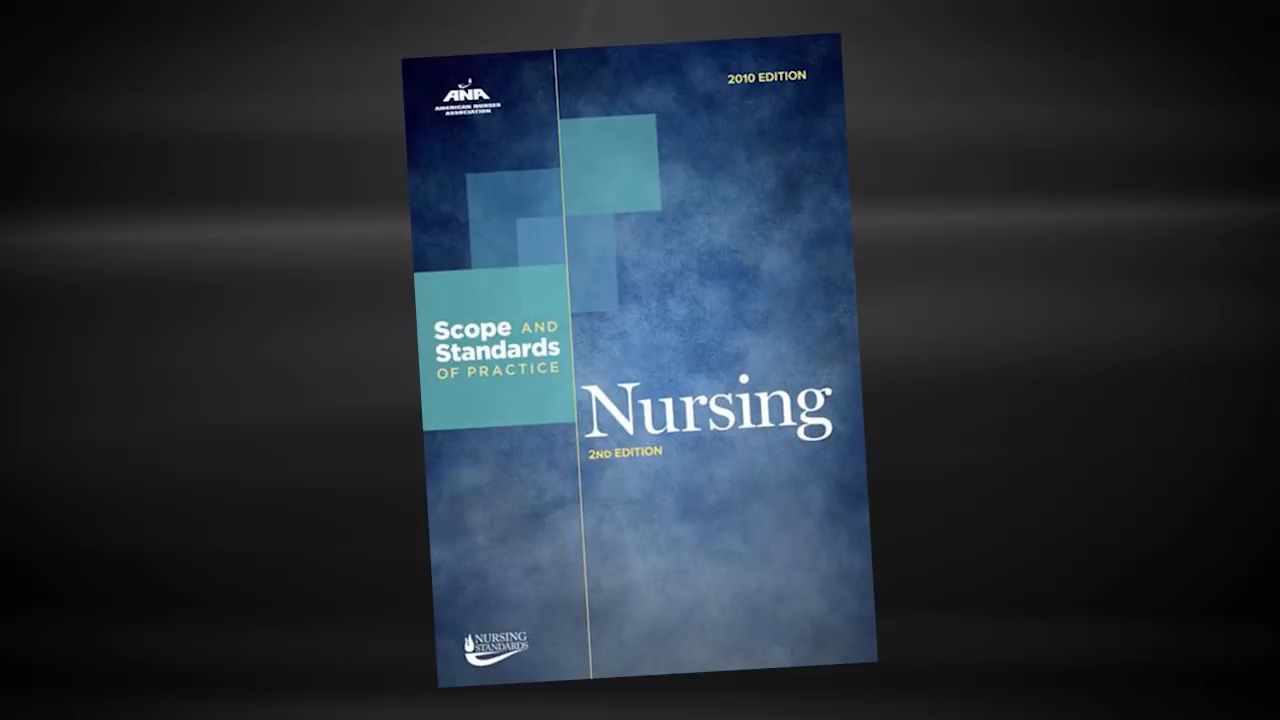 ANA
AMERICAN NURSES
ASSOCIATION
2010 EDITION
Scope AND
Standards
OF PRACTICE
Nursing
2ND EDITION
NURSING
STANDARDS